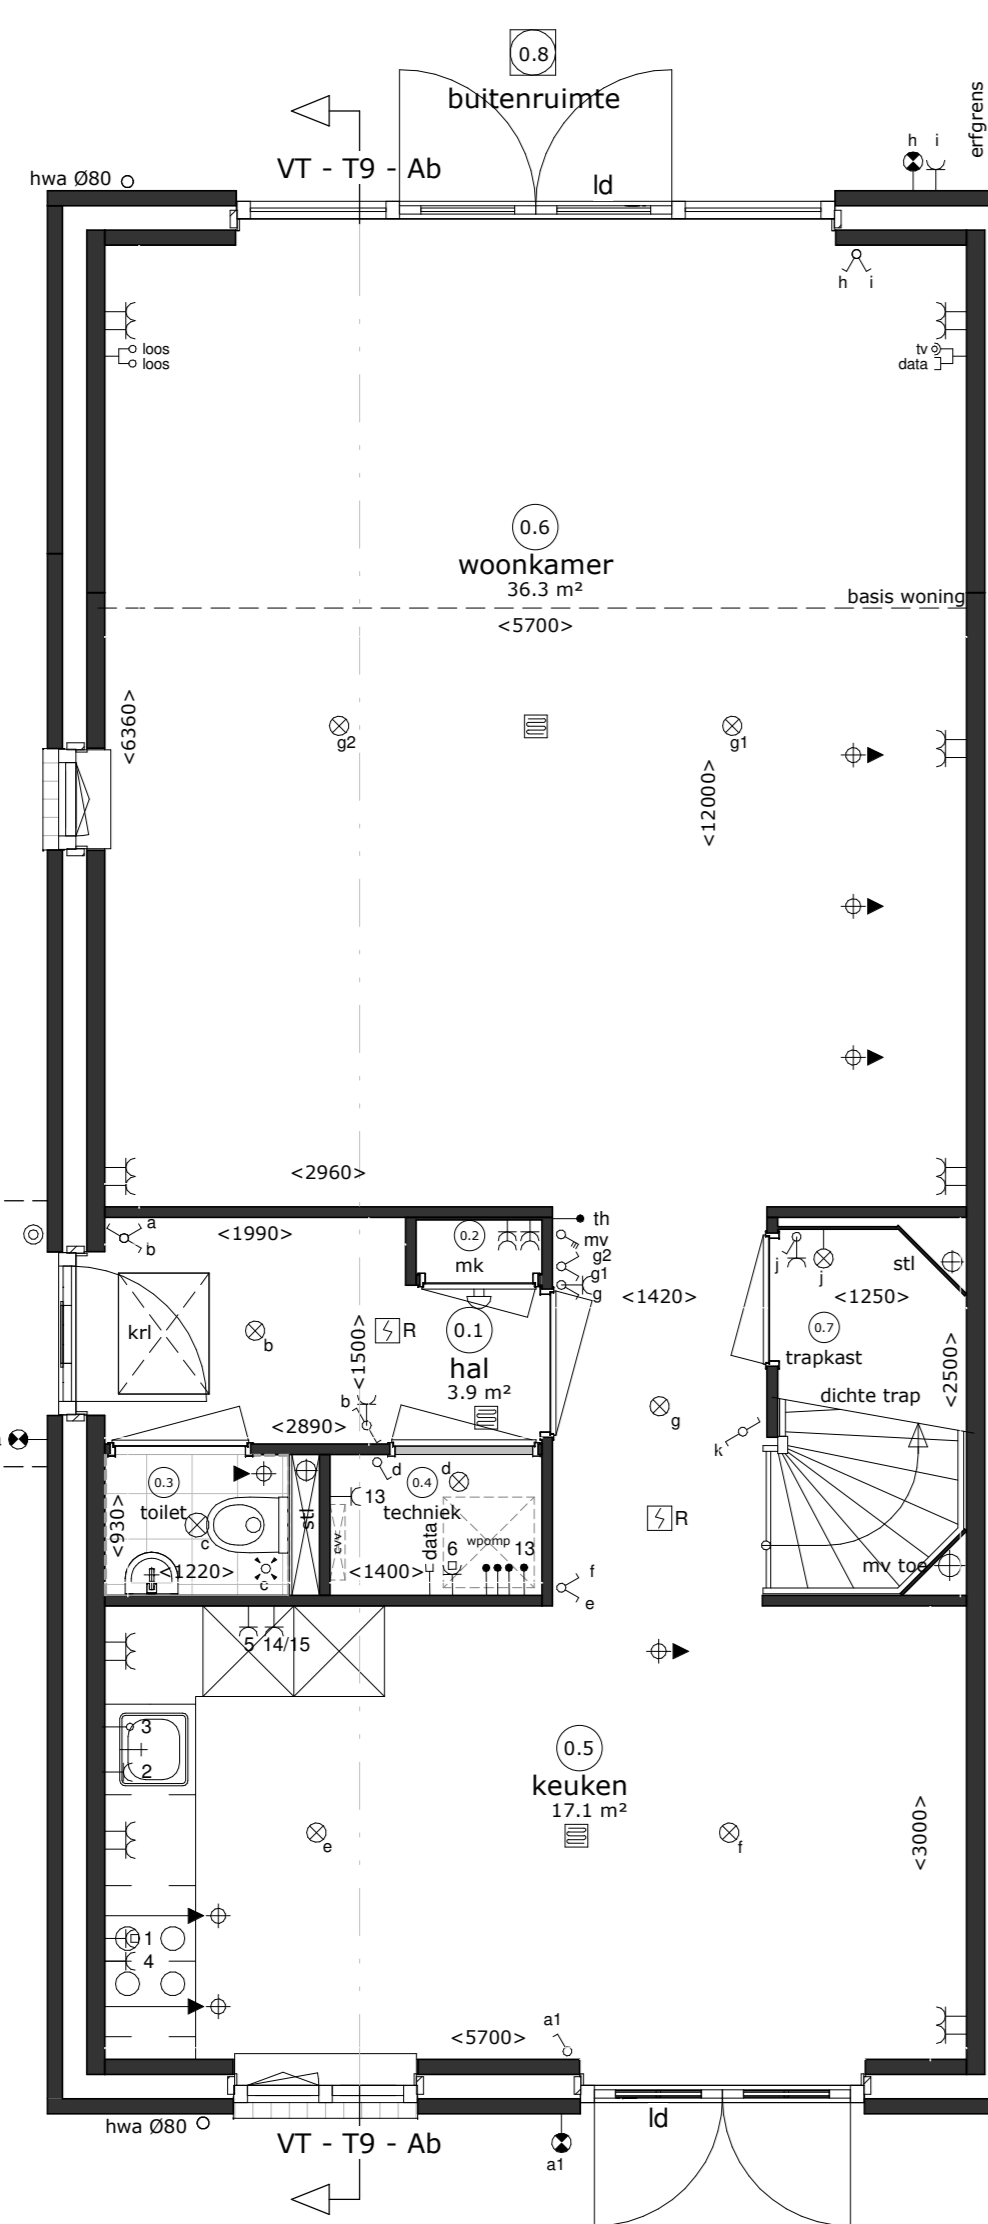 0.8
buitenruimte
erfgrens
h i
VT - T9 - Ab
ld
hwa Ø80
h i
loos
loos
tv
data
0.6
woonkamer
36.3 m²
basis woning
<5700>
<6360>
g2
g1
<12000>
<2960>
a
b
<1990>
0.2
mk
th
mv
g2
g1
g
<1420>
j
j
stl
<1250>
0.7
trapkast
krl
b
R
0.1
hal
3.9 m²
<1500>
<2500>
dichte trap
b
<2890>
g
k
0.3
toilet
c
<930>
<1220>
c
stl
d
0.4
d
techniek
13
cw
data
6
wpomp
13
<1400>
R
mv toe
f
e
5 14/15
3
2
0.5
keuken
17.1 m²
e
f
<3000>
1
4
a1
<5700>
hwa Ø80
VT - T9 - Ab
a1
ld